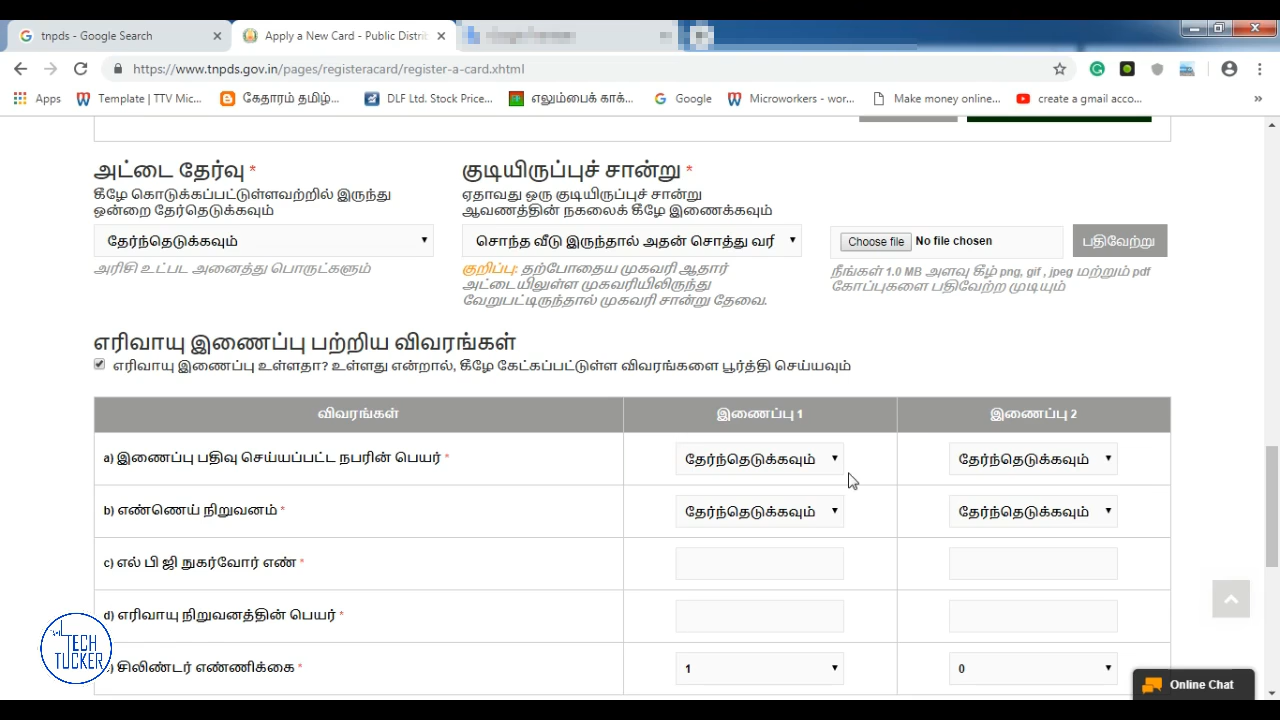 tnpds - Google Search
Apply a New Card - Public Distri
https://www.tnpds.gov.in/pages/registeracard/register-a-card.xhtml
Apps Template | TTV Mic... கேதாரம் தமிழ்... DLF Ltd. Stock Price... எலும்பைக் காக்... Google Microworkers - wor... Make money online... create a gmail acco... »
அட்டை தேர்வு *
கீழே கொடுக்கப்பட்டுள்ளவற்றில் இருந்து
ஒன்றை தேர்தெடுக்கவும்
தேர்ந்தெடுக்கவும்
அரிசி உட்பட அனைத்து பொருட்களும்
குடியிருப்புச் சான்று *
ஏதாவது ஒரு குடியிருப்புச் சான்று
ஆவணத்தின் நகலைக் கீழே இணைக்கவும்
சொந்த வீடு இருந்தால் அதன் சொத்து வரி
குறிப்பு: தற்போதைய முகவரி ஆதார்
அட்டையிலுள்ள முகவரியிலிருந்து
வேறுபட்டிருந்தால் முகவரி சான்று தேவை.
Choose file No file chosen
பதிவேற்று
நீங்கள் 1.0 MB அளவு கீழ் png, gif , jpeg மற்றும் pdf
கோப்புகளை பதிவேற்ற முடியும்
எரிவாயு இணைப்பு பற்றிய விவரங்கள்
எரிவாயு இணைப்பு உள்ளதா? உள்ளது என்றால், கீழே கேட்கப்பட்டுள்ள விவரங்களை பூர்த்தி செய்யவும்
விவரங்கள் இணைப்பு 1 இணைப்பு 2
a) இணைப்பு பதிவு செய்யப்பட்ட நபரின் பெயர் * தேர்ந்தெடுக்கவும் தேர்ந்தெடுக்கவும்
b) எண்ணெய் நிறுவனம் * தேர்ந்தெடுக்கவும் தேர்ந்தெடுக்கவும்
c) எல் பி ஜி நுகர்வோர் எண் *
d) எரிவாயு நிறுவனத்தின் பெயர் *
) சிலிண்டர் எண்ணிக்கை * 1 0
TECH
TUCKER
Online Chat